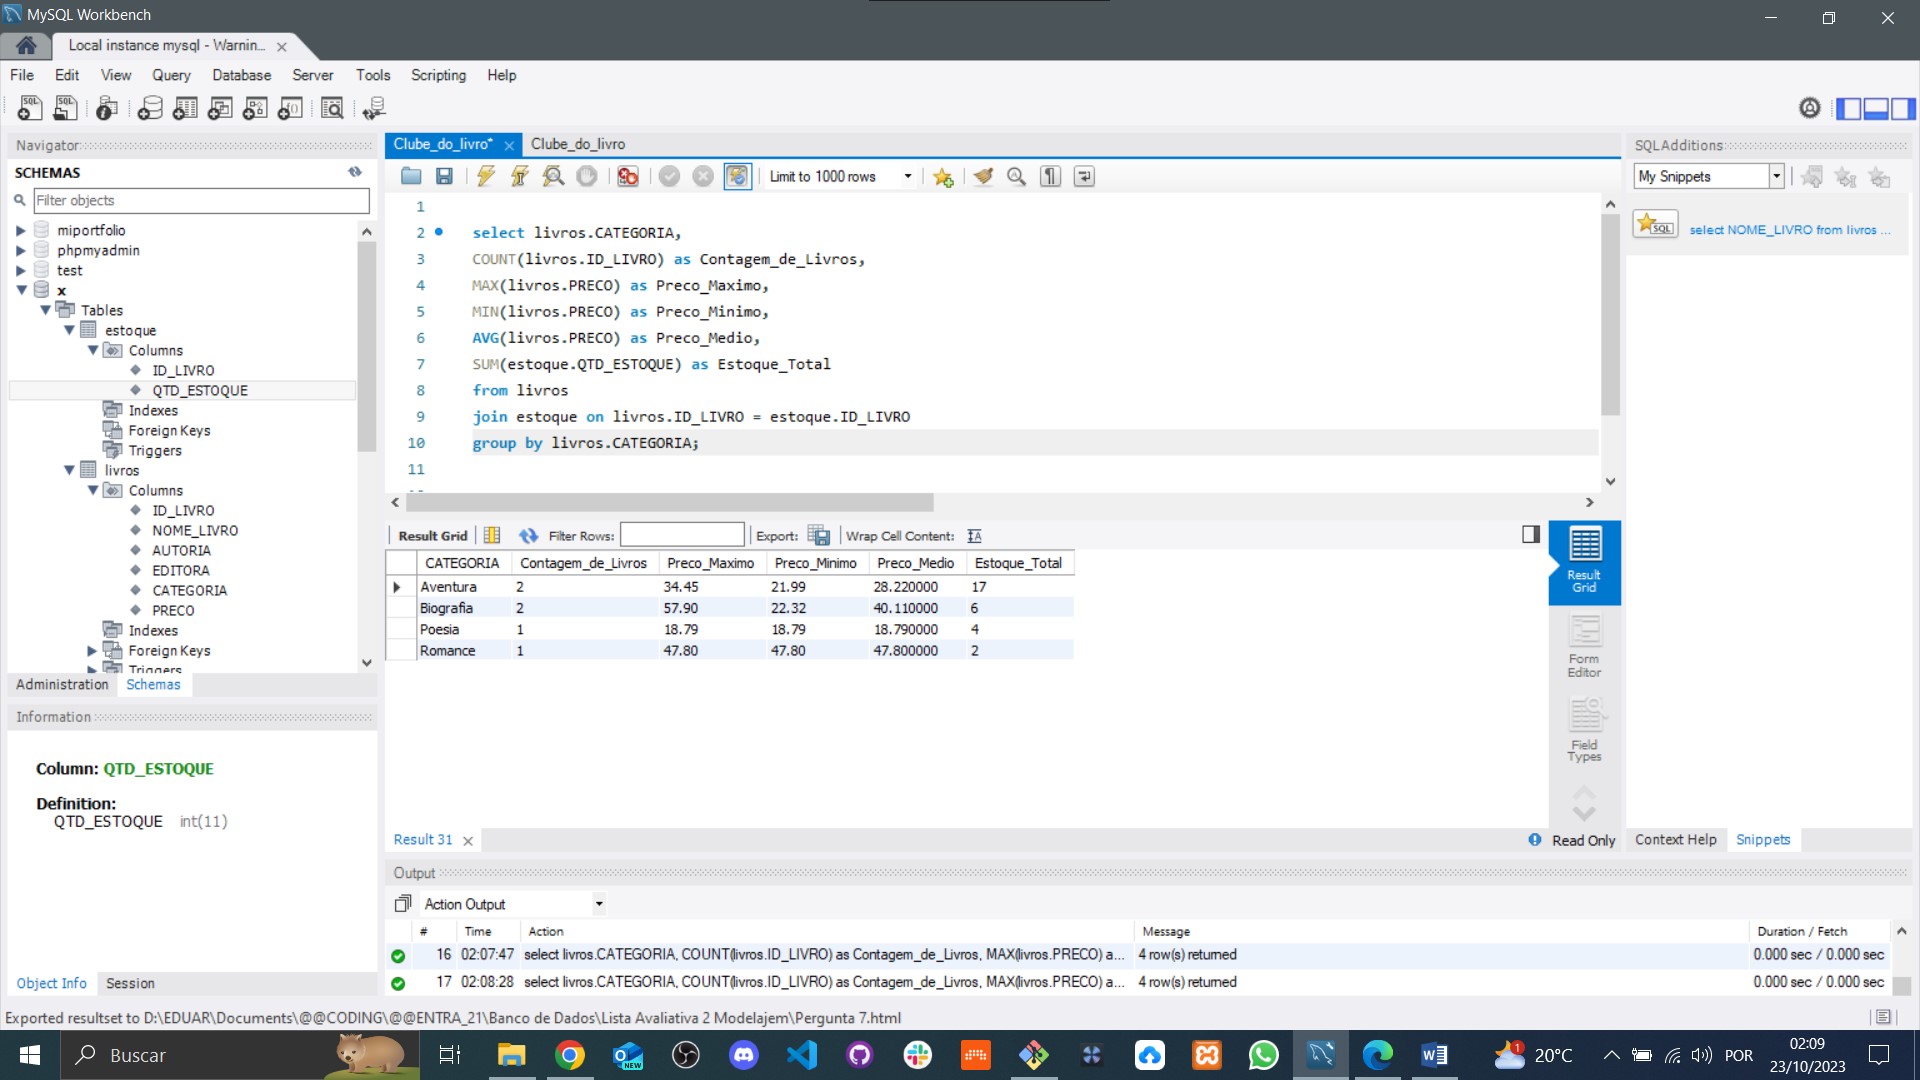 MySQL Workbench
Local instance mysql - Warnin...
File Edit View Query Database Server Tools Scripting Help
Navigator
SCHEMAS
Filter objects
miportfolio
phpmyadmin
test
x
Tables
estoque
Columns
ID_LIVRO
QTD_ESTOQUE
Indexes
Foreign Keys
Triggers
livros
Columns
ID_LIVRO
NOME_LIVRO
AUTORIA
EDITORA
CATEGORIA
PRECO
Indexes
Foreign Keys
Triggers
Administration Schemas
Information
Column: QTD_ESTOQUE
Definition:
QTD_ESTOQUE int(11)
Object Info Session
Clube_do_livro* Clube_do_livro
Limit to 1000 rows
1
2 select livros.CATEGORIA,
3 COUNT(livros.ID_LIVRO) as Contagem_de_Livros,
4 MAX(livros.PRECO) as Preco_Maximo,
5 MIN(livros.PRECO) as Preco_Minimo,
6 AVG(livros.PRECO) as Preco_Medio,
7 SUM(estoque.QTD_ESTOQUE) as Estoque_Total
8 from livros
9 join estoque on livros.ID_LIVRO = estoque.ID_LIVRO
10 group by livros.CATEGORIA;
11
Result Grid Filter Rows: Export: Wrap Cell Content:
CATEGORIA Contagem_de_Livros Preco_Maximo Preco_Minimo Preco_Medio Estoque_Total
Aventura 2 34.45 21.99 28.220000 17
Biografia 2 57.90 22.32 40.110000 6
Poesia 1 18.79 18.79 18.790000 4
Romance 1 47.80 47.80 47.800000 2
Result
Grid
Form
Editor
Field
Types
Result 31
Read Only
SQLAdditions
My Snippets
SQL select NOME_LIVRO from livros ...
Context Help Snippets
Output
Action Output
# Time Action Message Duration / Fetch
16 02:07:47 select livros.CATEGORIA, COUNT(livros.ID_LIVRO) as Contagem_de_Livros, MAX(livros.PRECO) a... 4 row(s) returned 0.000 sec / 0.000 sec
17 02:08:28 select livros.CATEGORIA, COUNT(livros.ID_LIVRO) as Contagem_de_Livros, MAX(livros.PRECO) a... 4 row(s) returned 0.000 sec / 0.000 sec
Exported resultset to D:\EDUAR\Documents\@@CODING\@@ENTRA_21\Banco de Dados\Lista Avaliativa 2 Modelajem\Pergunta 7.html
Buscar
NEW
1
20°C
POR
02:09
23/10/2023